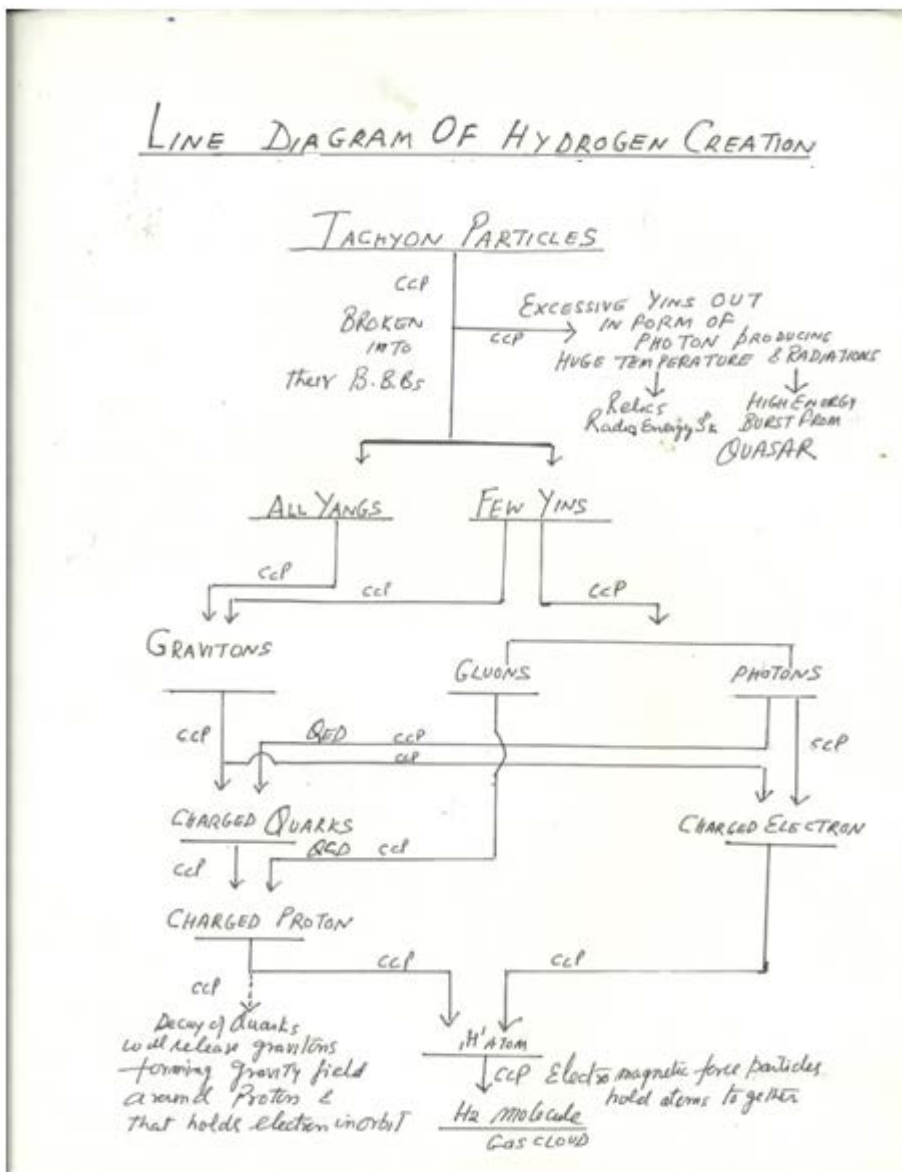 LINE DIAGRAM OF HYDROGEN CREATION
TACHYON PARTICLES
CCP
BROKEN
INTO
their B.B.Bs
CCP
EXCESSIVE YINS OUT
IN FORM OF
PHOTON PRODUCING
HUGE TEMPERATURE & RADIATIONS
Relics
Radio Energy
HIGH ENERGY
BURST FROM
QUASAR
ALL YANGS
FEW YINS
CCP
CCP
CCP
GRAVITONS
GLUONS
PHOTONS
CCP
QED
CCP
CCP
CCP
CHARGED QUARKS
CHARGED ELECTRON
CCP
QCD
CCP
CHARGED PROTON
CCP
CCP
CCP
Decay of Quarks
will release gravitons
forming gravity field
around Proton &
that holds electron in orbit
'H' ATOM
CCP
Electro magnetic force particles
hold atoms together
H2 molecule
GAS CLOUD